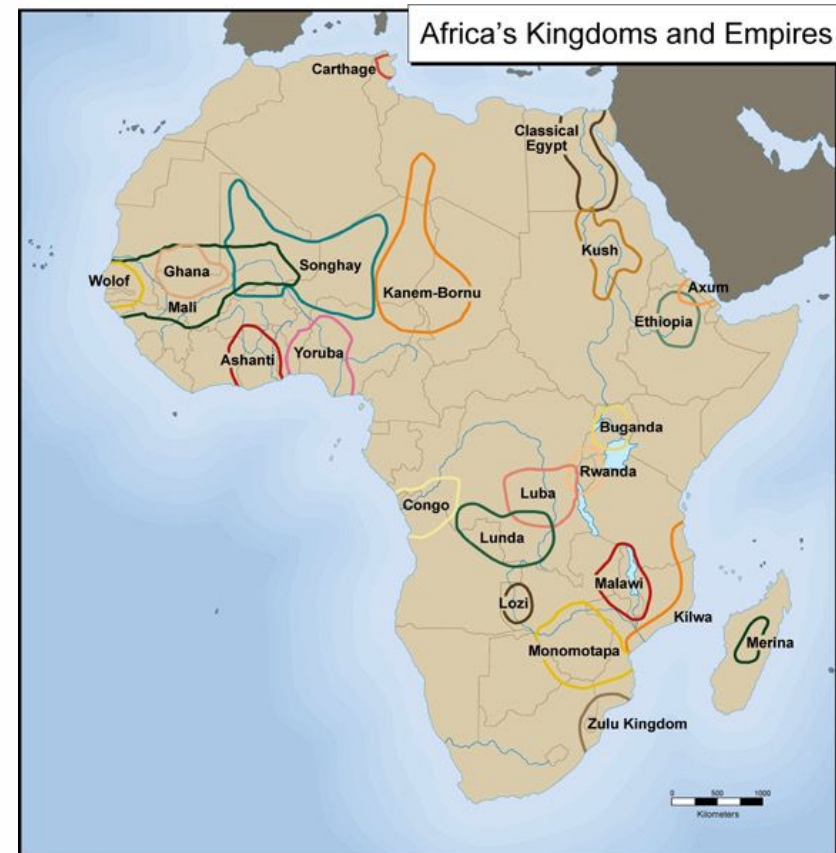 Africa's Kingdoms and Empires
Carthage
Classical
Egypt
Wolof
Ghana
Songhay
Mali
Kanem-Bornu
Kush
Axum
Ethiopia
Ashanti
Yoruba
Buganda
Rwanda
Congo
Luba
Lunda
Malawi
Lozi
Kilwa
Monomotapa
Merina
Zulu Kingdom
0 500 1000
Kilometers